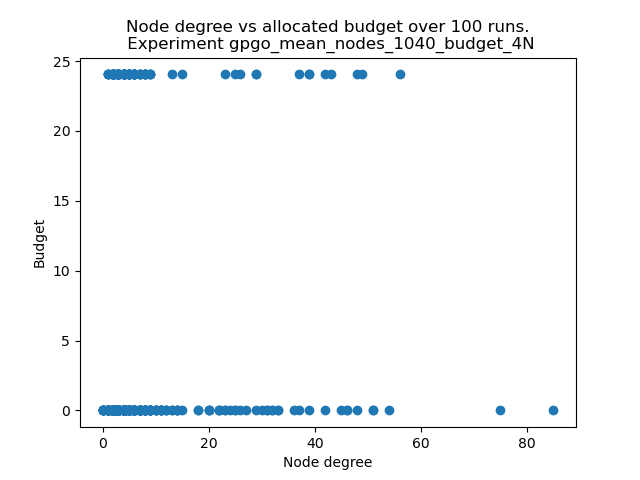 Node degree vs allocated budget over 100 runs.
Experiment gpgo_mean_nodes_1040_budget_4N
25
20
15
10
5
0
Budget
0 20 40 60 80
Node degree